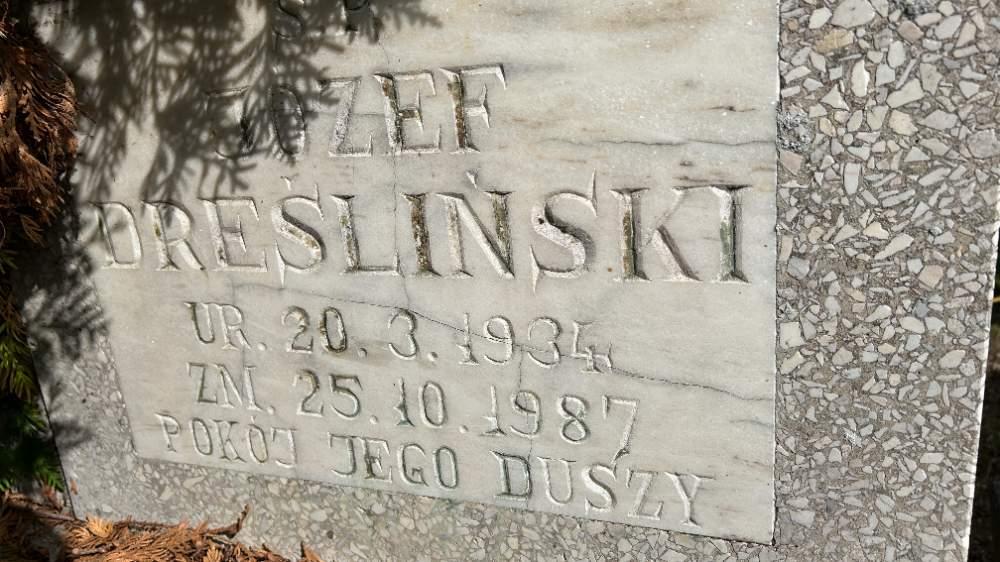 Ś.P.
JÓZEF
DREŚLIŃSKI
UR. 20. 3. 1934
ZM. 25.10.1987
POKÓJ JEGO DUSZY